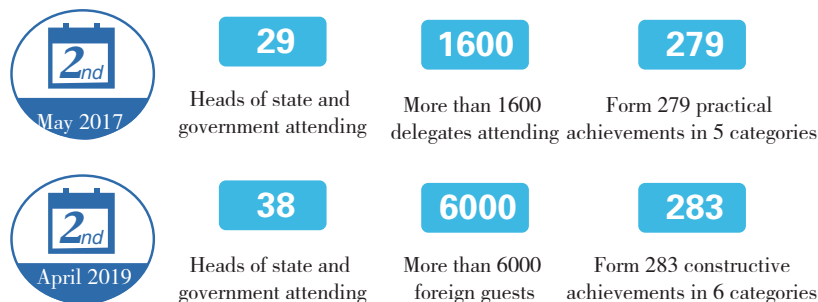 2nd
May 2017
29
Heads of state and
government attending
1600
More than 1600
delegates attending
279
Form 279 practical
achievements in 5 categories
2nd
April 2019
38
Heads of state and
government attending
6000
More than 6000
foreign guests
283
Form 283 constructive
achievements in 6 categories